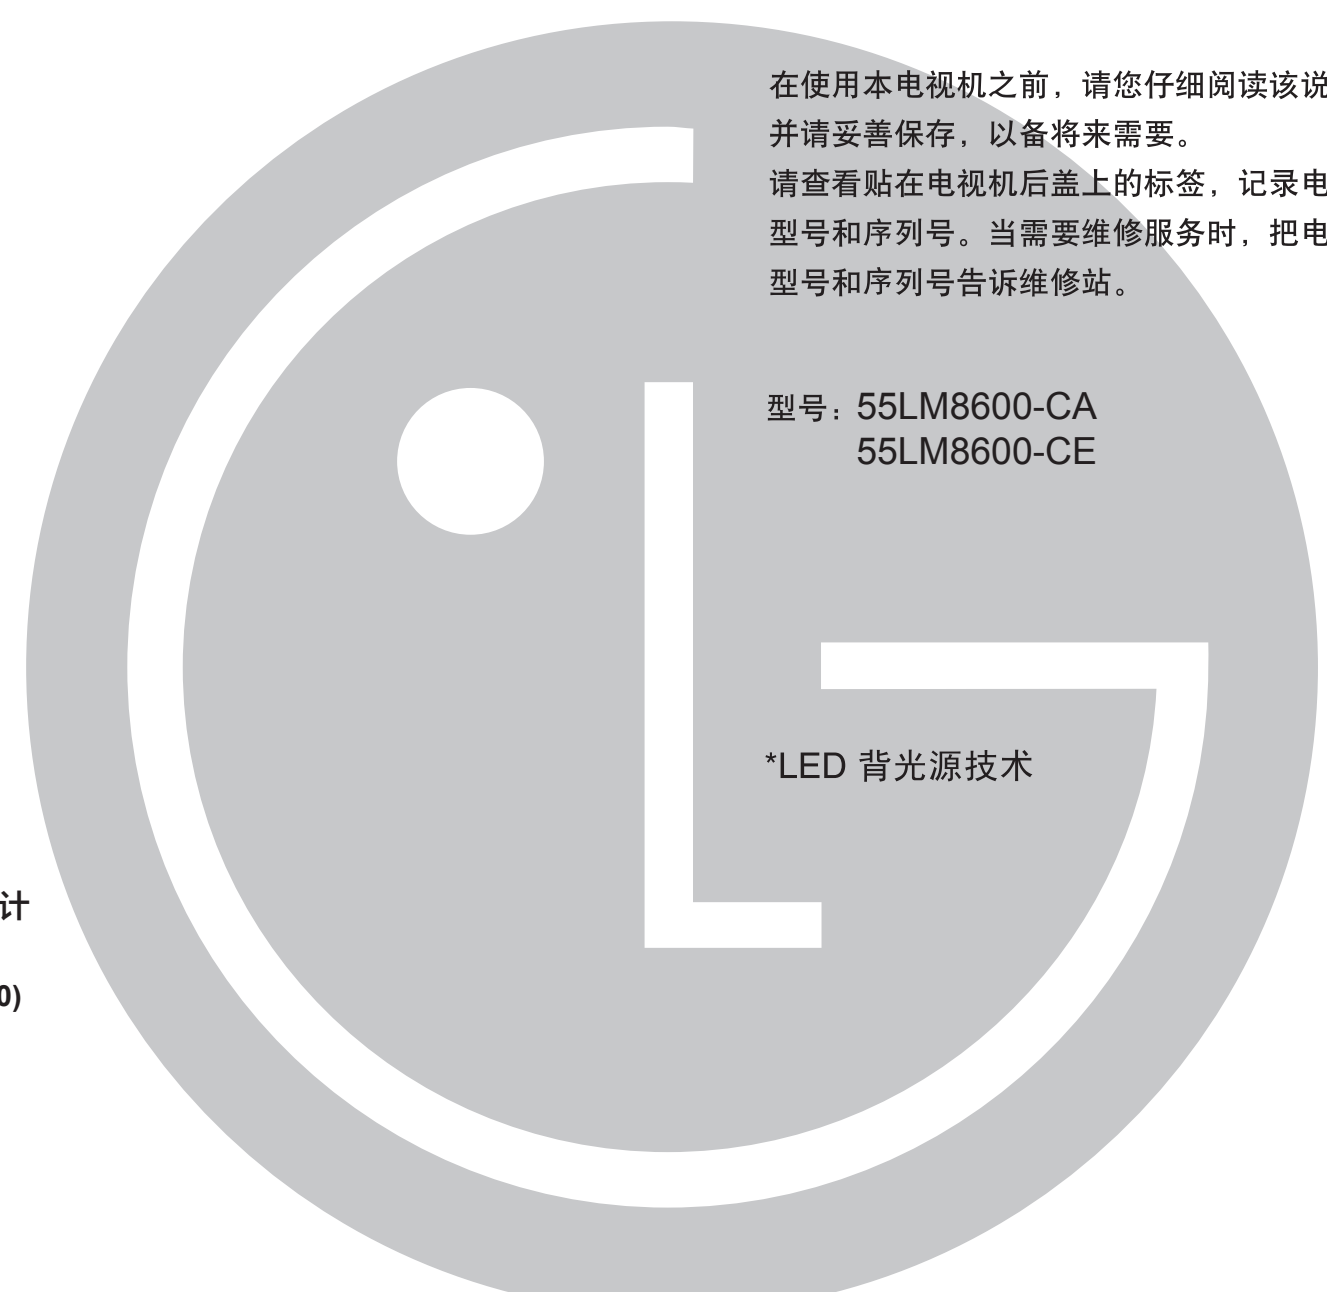 在使用本电视机之前，请您仔细阅读该说
并请妥善保存，以备将来需要。
请查看贴在电视机后盖上的标签，记录电
型号和序列号。当需要维修服务时，把电
型号和序列号告诉维修站。
型号：55LM8600-CA
55LM8600-CE
*LED 背光源技术
计
0)